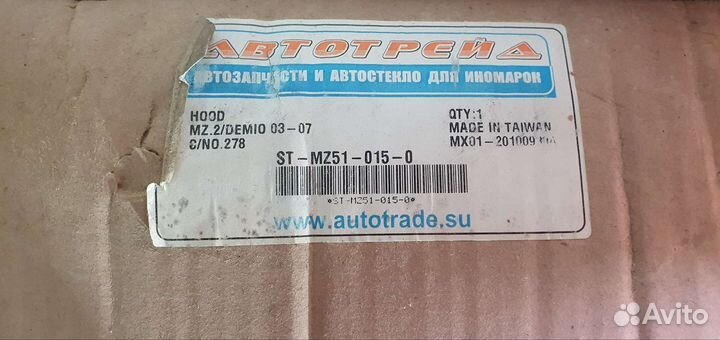 АВТОТРЕЙД
АВТОЗАПЧАСТИ И АВТОСТЕКЛО ДЛЯ ИНОМАРОК
HOOD
MZ.2/DEMIO 03-07
C/NO.278
QTY:1
MADE IN TAIWAN
MX01-201009
ST-MZ51-015-0
*ST-MZ51-015-0*
www.autotrade.su
Avito